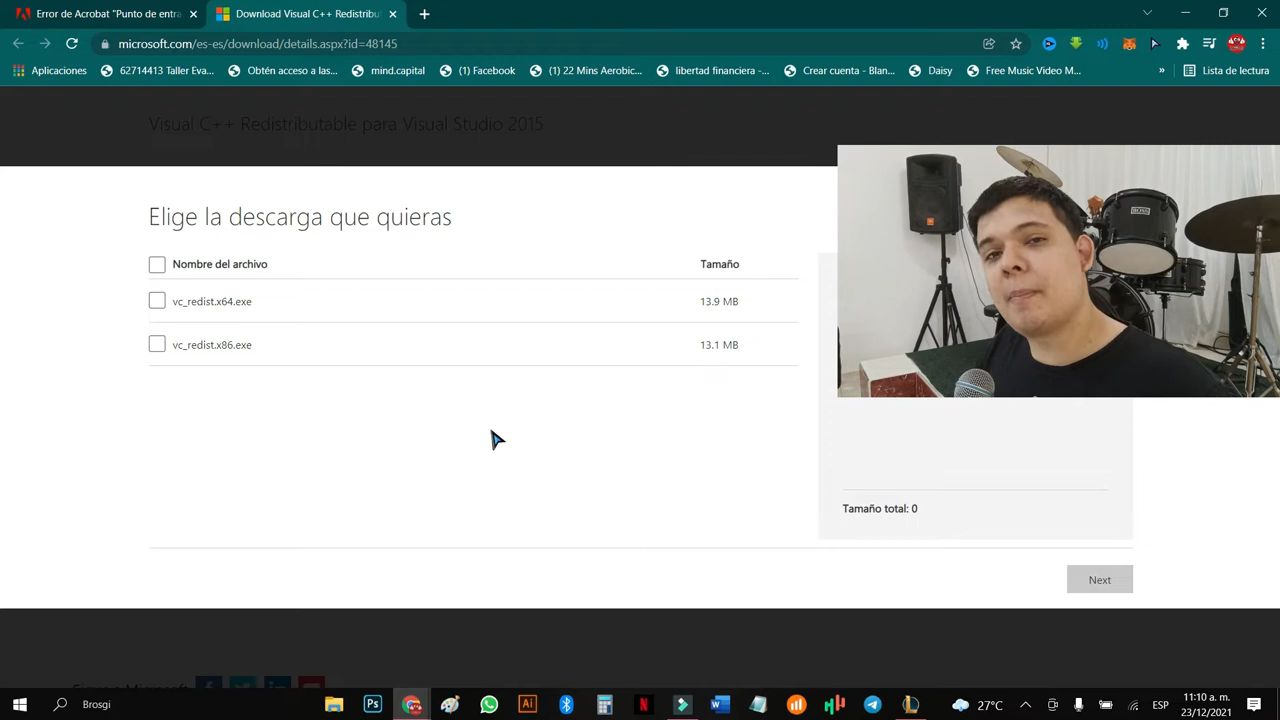 Error de Acrobat "Punto de entra
Download Visual C++ Redistribut
microsoft.com/es-es/download/details.aspx?id=48145
Aplicaciones
62714413 Taller Eva...
Obtén acceso a las...
mind.capital
(1) Facebook
(1) 22 Mins Aerobic...
libertad financiera -...
Crear cuenta - Blan...
Daisy
Free Music Video M...
»
Lista de lectura
Visual C++ Redistributable para Visual Studio 2015
Elige la descarga que quieras
Nombre del archivo Tamaño
vc_redist.x64.exe 13.9 MB
vc_redist.x86.exe 13.1 MB
BOSS
Tamaño total: 0
Next
Brosgi
Ps
Ai
W
27°C
ESP
11:10 a. m.
23/12/2021